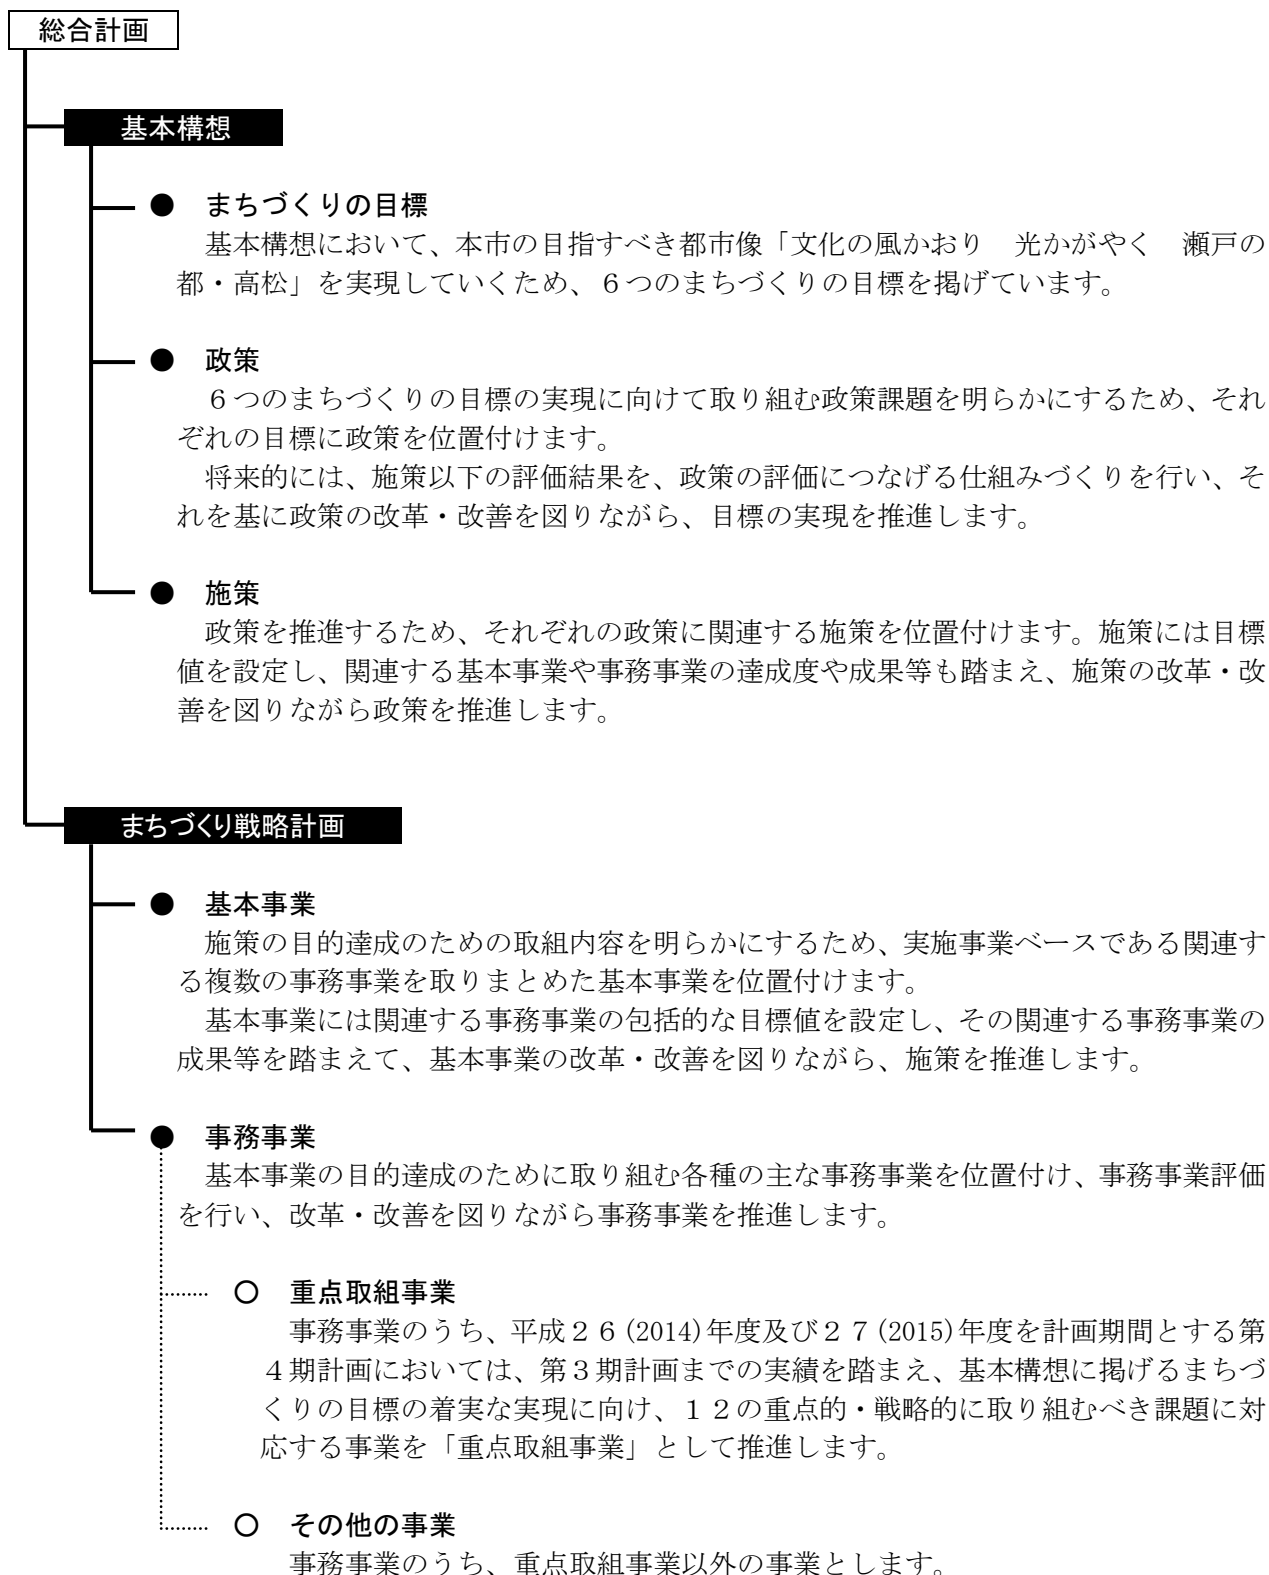 総合計画
基本構想
● まちづくりの目標
基本構想において、本市の目指すべき都市像「文化の風かおり　光かがやく　瀬戸の
都・高松」を実現していくため、６つのまちづくりの目標を掲げています。
● 政策
６つのまちづくりの目標の実現に向けて取り組む政策課題を明らかにするため、それ
ぞれの目標に政策を位置付けます。
将来的には、施策以下の評価結果を、政策の評価につなげる仕組みづくりを行い、そ
れを基に政策の改革・改善を図りながら、目標の実現を推進します。
● 施策
政策を推進するため、それぞれの政策に関連する施策を位置付けます。施策には目標
値を設定し、関連する基本事業や事務事業の達成度や成果等も踏まえ、施策の改革・改
善を図りながら政策を推進します。
まちづくり戦略計画
● 基本事業
施策の目的達成のための取組内容を明らかにするため、実施事業ベースである関連す
る複数の事務事業を取りまとめた基本事業を位置付けます。
基本事業には関連する事務事業の包括的な目標値を設定し、その関連する事務事業の
成果等を踏まえて、基本事業の改革・改善を図りながら、施策を推進します。
● 事務事業
基本事業の目的達成のために取り組む各種の主な事務事業を位置付け、事務事業評価
を行い、改革・改善を図りながら事務事業を推進します。
○ 重点取組事業
事務事業のうち、平成２６(2014)年度及び２７(2015)年度を計画期間とする第
４期計画においては、第３期計画までの実績を踏まえ、基本構想に掲げるまちづ
くりの目標の着実な実現に向け、１２の重点的・戦略的に取り組むべき課題に対
応する事業を「重点取組事業」として推進します。
○ その他の事業
事務事業のうち、重点取組事業以外の事業とします。